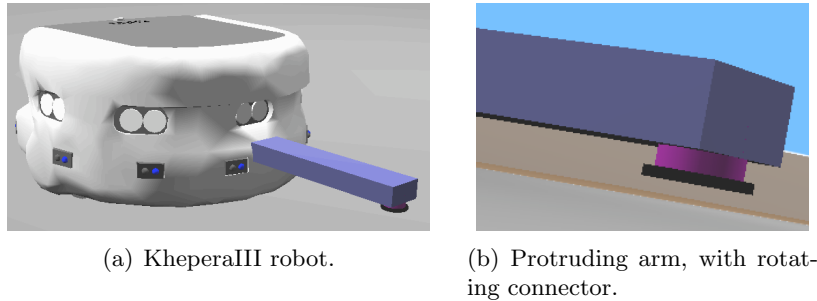 (a) KheperaIII robot.
(b) Protruding arm, with rotat-
ing connector.